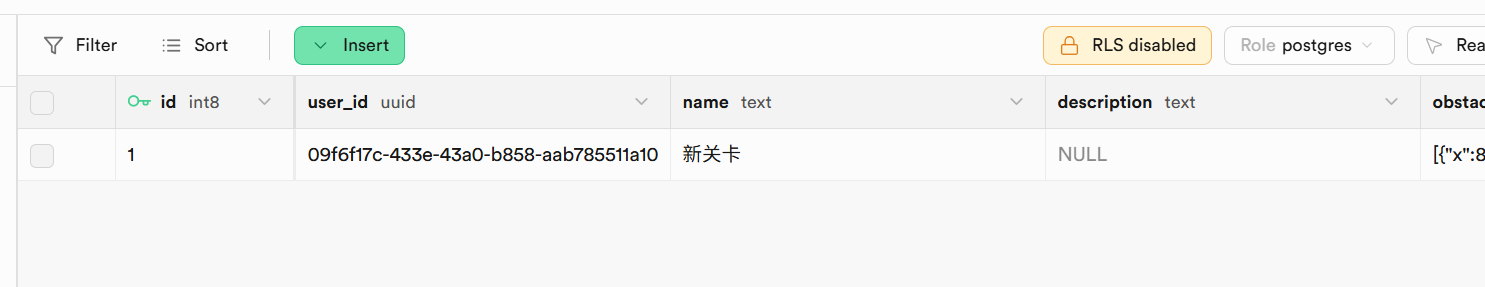 Filter Sort Insert RLS disabled Role postgres Rea
id int8 user_id uuid name text description text obstac
1 09f6f17c-433e-43a0-b858-aab785511a10 新关卡 NULL [{"x":8